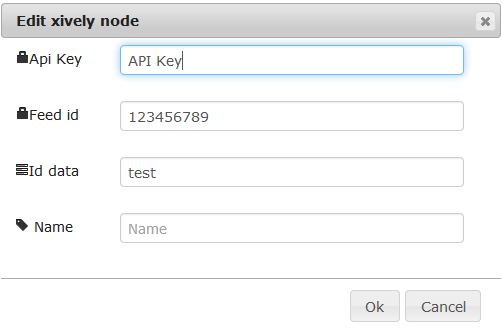 Edit xively node
Api Key API Key
Feed id 123456789
Id data test
Name Name
Ok Cancel